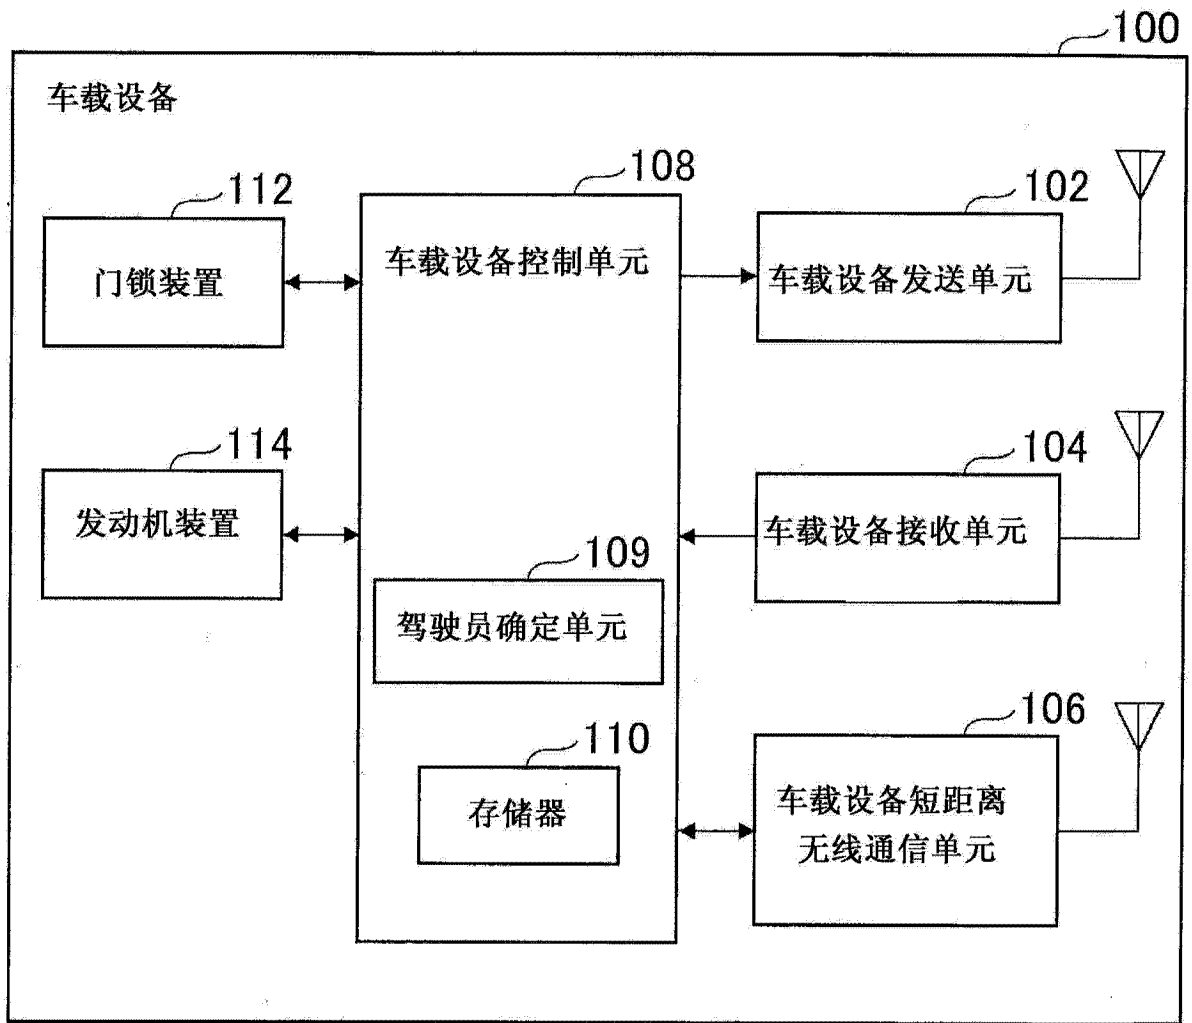 100
车载设备
108
112
102
车载设备控制单元
门锁装置
车载设备发送单元
114
104
发动机装置
车载设备接收单元
109
驾驶员确定单元
106
110
车载设备短距离
无线通信单元
存储器